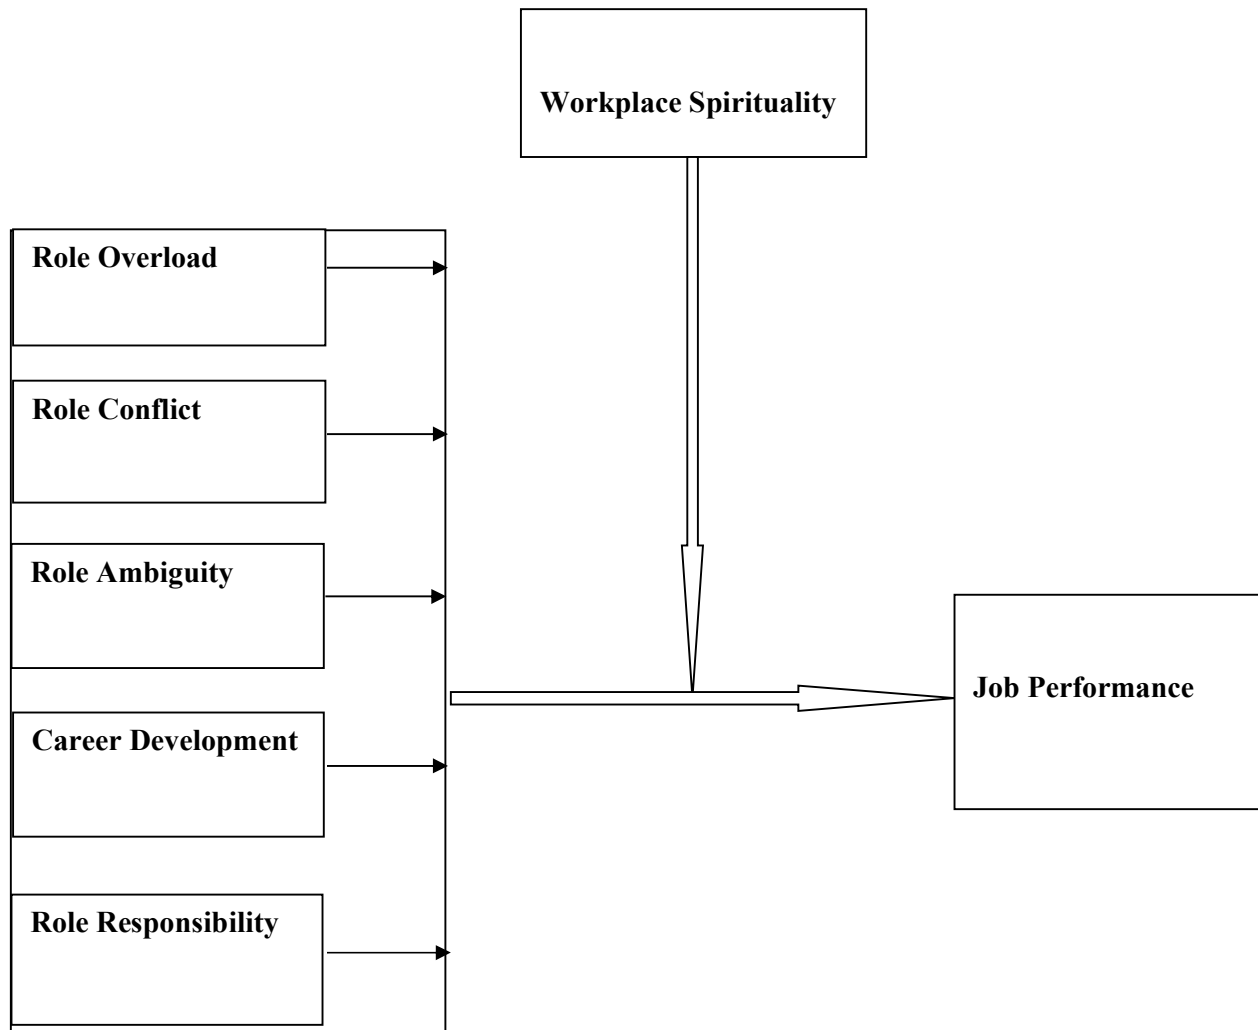 Workplace Spirituality
Role Overload
Role Conflict
Role Ambiguity
Job Performance
Career Development
Role Responsibility